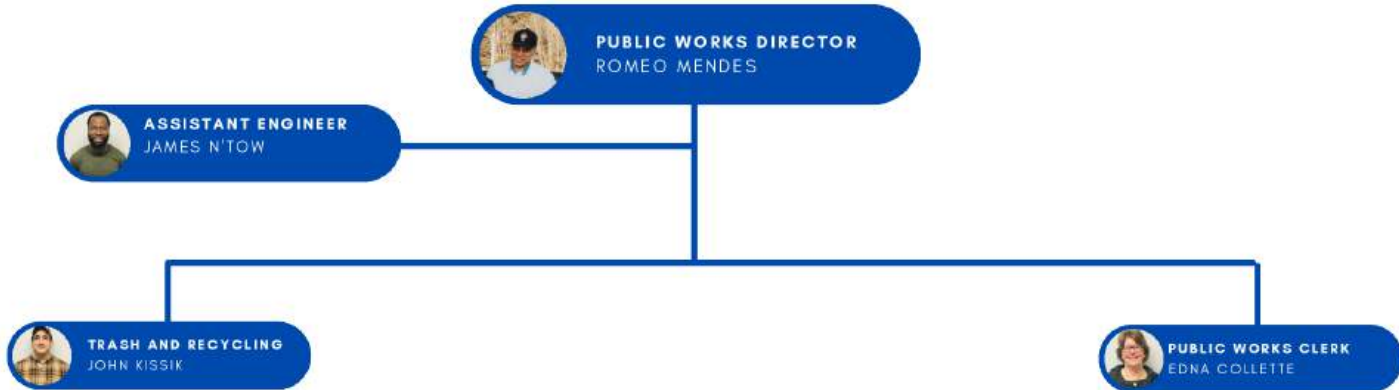 PUBLIC WORKS DIRECTOR
ROMEO MENDES
ASSISTANT ENGINEER
JAMES N'TOW
TRASH AND RECYCLING
JOHN KISSIK
PUBLIC WORKS CLERK
EDNA COLLETTE